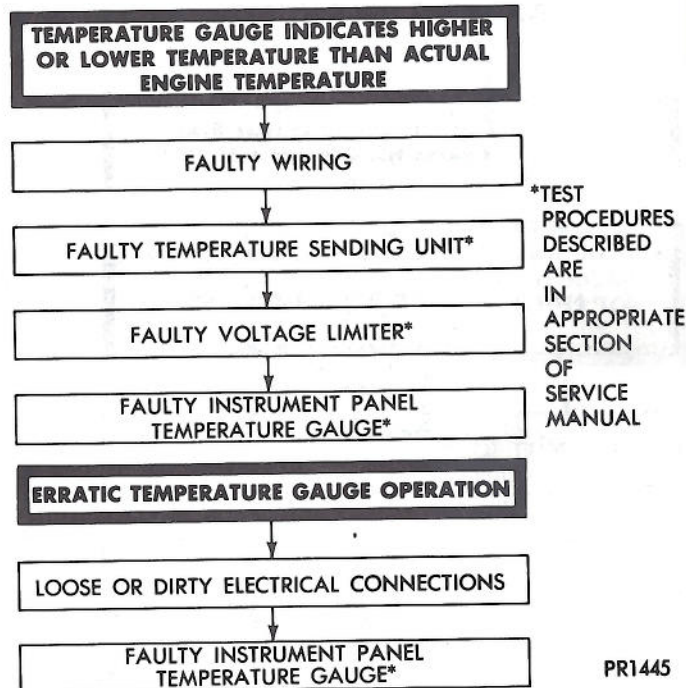 TEMPERATURE GAUGE INDICATES HIGHER
OR LOWER TEMPERATURE THAN ACTUAL
ENGINE TEMPERATURE
FAULTY WIRING
FAULTY TEMPERATURE SENDING UNIT*
FAULTY VOLTAGE LIMITER*
FAULTY INSTRUMENT PANEL
TEMPERATURE GAUGE*
*TEST
PROCEDURES
DESCRIBED
ARE
IN
APPROPRIATE
SECTION
OF
SERVICE
MANUAL
ERRATIC TEMPERATURE GAUGE OPERATION
LOOSE OR DIRTY ELECTRICAL CONNECTIONS
FAULTY INSTRUMENT PANEL
TEMPERATURE GAUGE*
PR1445